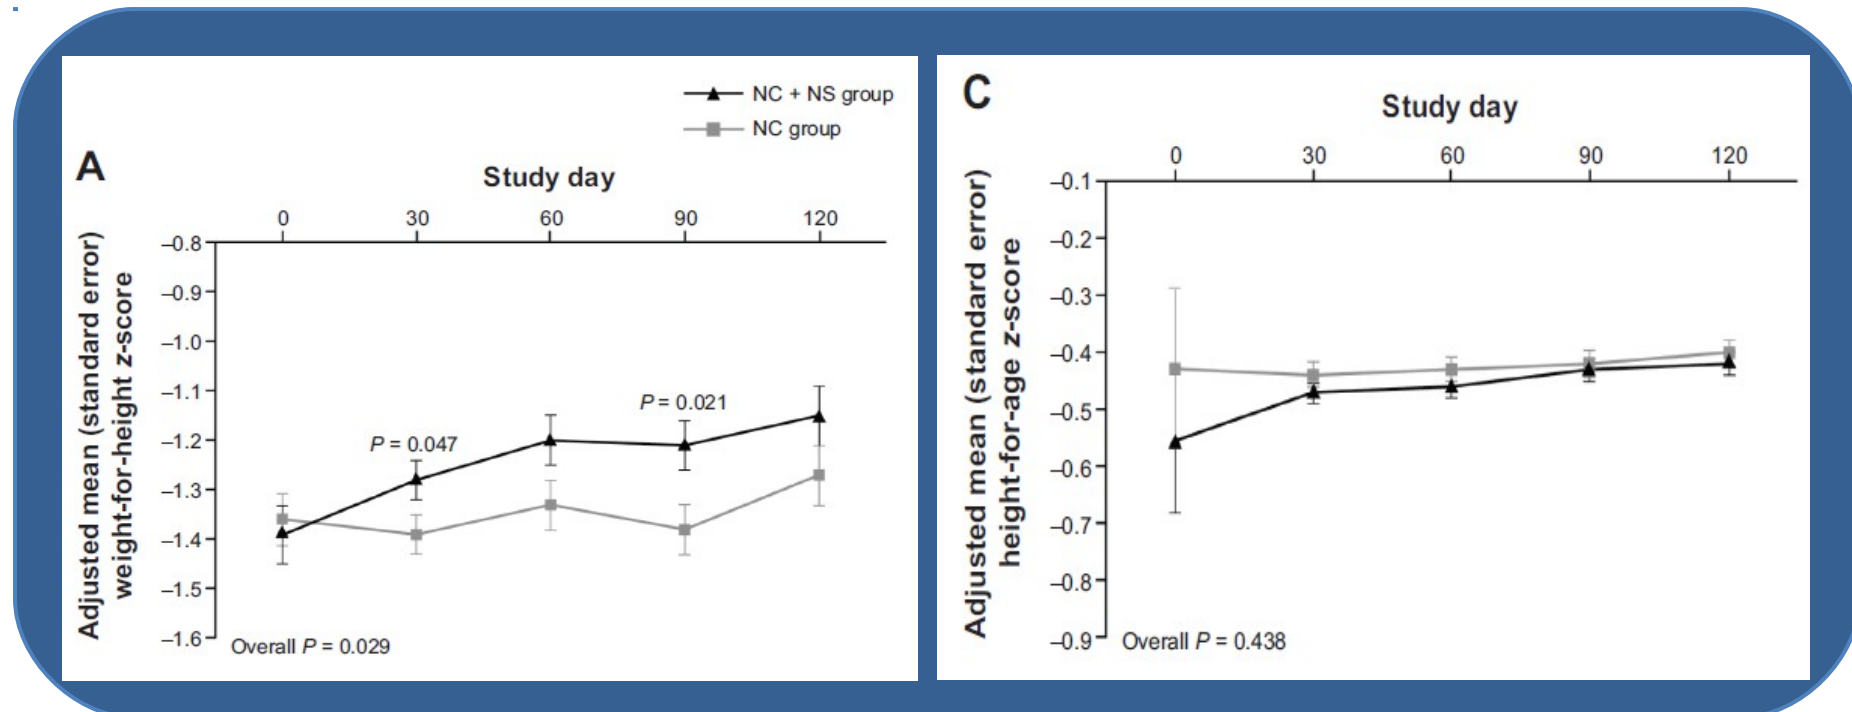 NC + NS group
NC group
A
Study day
0 30 60 90 120
–0.8
–0.9
–1.0
–1.1
–1.2
–1.3
–1.4
–1.5
–1.6
Adjusted mean (standard error)
weight-for-height z-score
P = 0.047
P = 0.021
Overall P = 0.029
C
Study day
0 30 60 90 120
–0.1
–0.2
–0.3
–0.4
–0.5
–0.6
–0.7
–0.8
–0.9
Adjusted mean (standard error)
height-for-age z-score
Overall P = 0.438